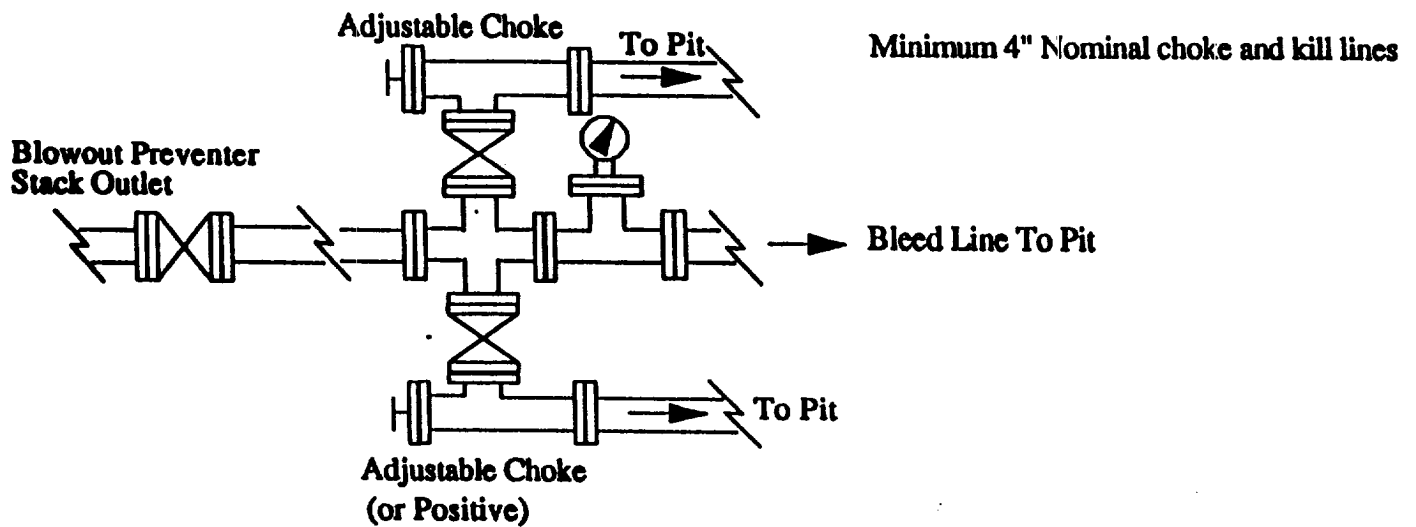 Adjustable Choke
To Pit
Minimum 4" Nominal choke and kill lines
Blowout Preventer
Stack Outlet
Bleed Line To Pit
To Pit
Adjustable Choke
(or Positive)